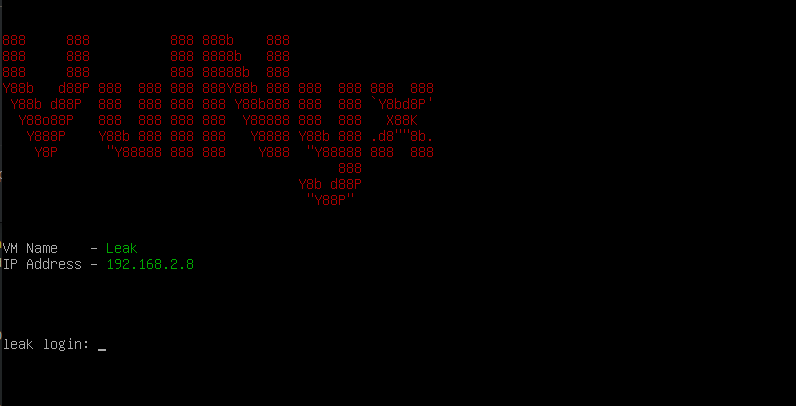 888     888          888 888b    888
888     888          888 8888b   888
888     888          888 88888b  888
Y88b   d88P 888  888 888 888Y88b 888 888  888 888  888
 Y88b d88P  888  888 888 888 Y88b888 888  888 `Y8bd8P'
  Y88o88P   888  888 888 888  Y88888 888  888   X88K
   Y888P    Y88b 888 888 888   Y8888 Y88b 888 .d8""8b.
    Y8P      "Y88888 888 888    Y888  "Y88888 888  888
                                          888
                                     Y8b d88P
                                      "Y88P"
VM Name    - Leak
IP Address - 192.168.2.8
leak login: _